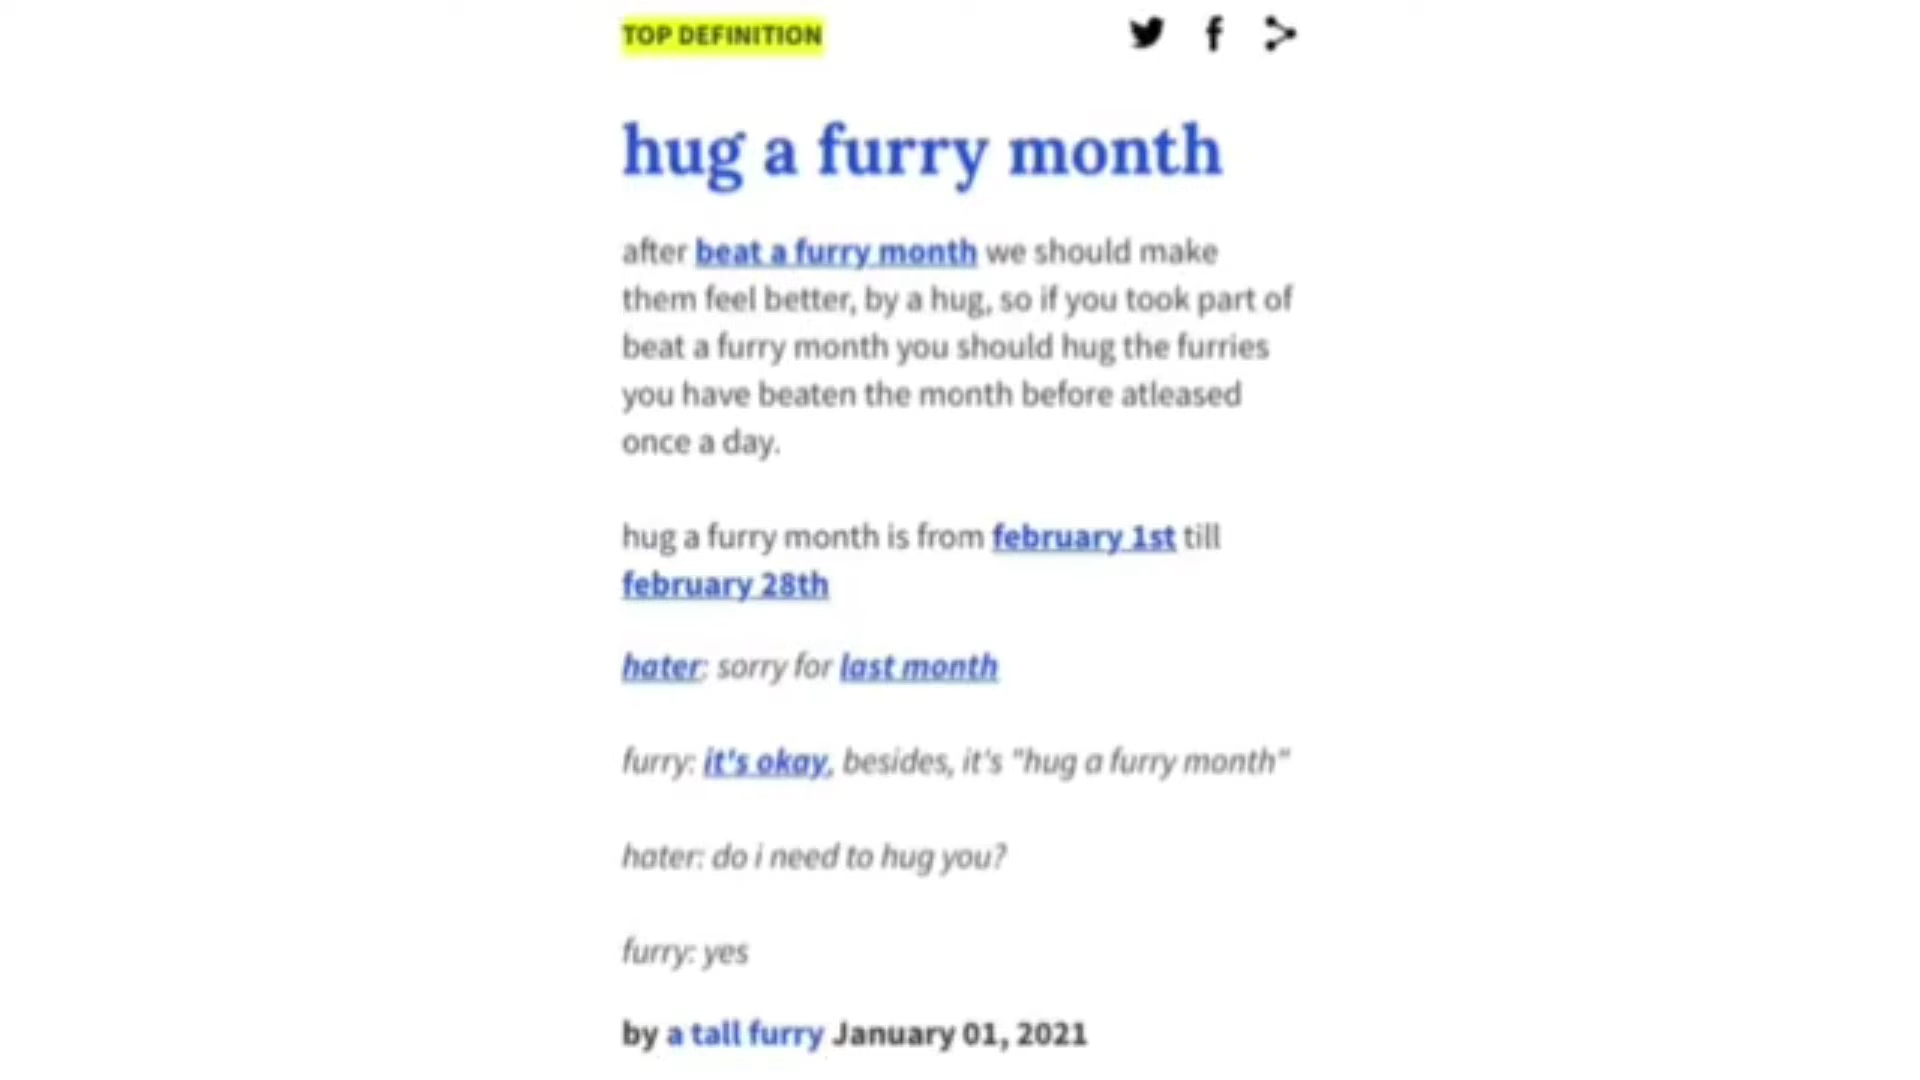 TOP DEFINITION
hug a furry month
after beat a furry month we should make
them feel better, by a hug, so if you took part of
beat a furry month you should hug the furries
you have beaten the month before atleased
once a day.
hug a furry month is from february 1st till
february 28th
hater: sorry for last month
furry: it's okay, besides, it's "hug a furry month"
hater: do i need to hug you?
furry: yes
by a tall furry January 01, 2021